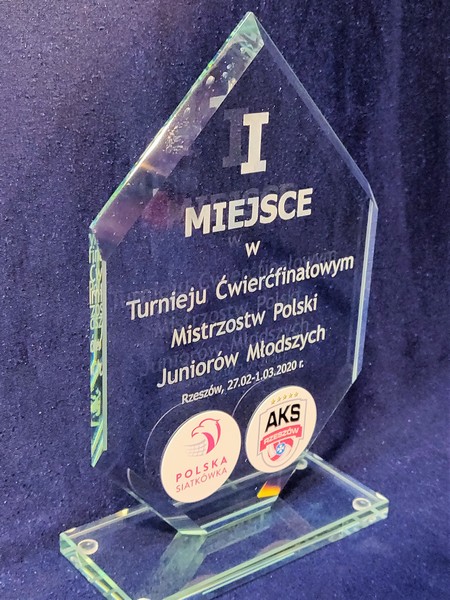 I
MIEJSCE
w
Turnieju Ćwierćfinałowym
Mistrzostw Polski
Juniorów Młodszych
Rzeszów, 27.02-1.03.2020 r.
POLSKA
SIATKÓWKA
AKS
RZESZÓW